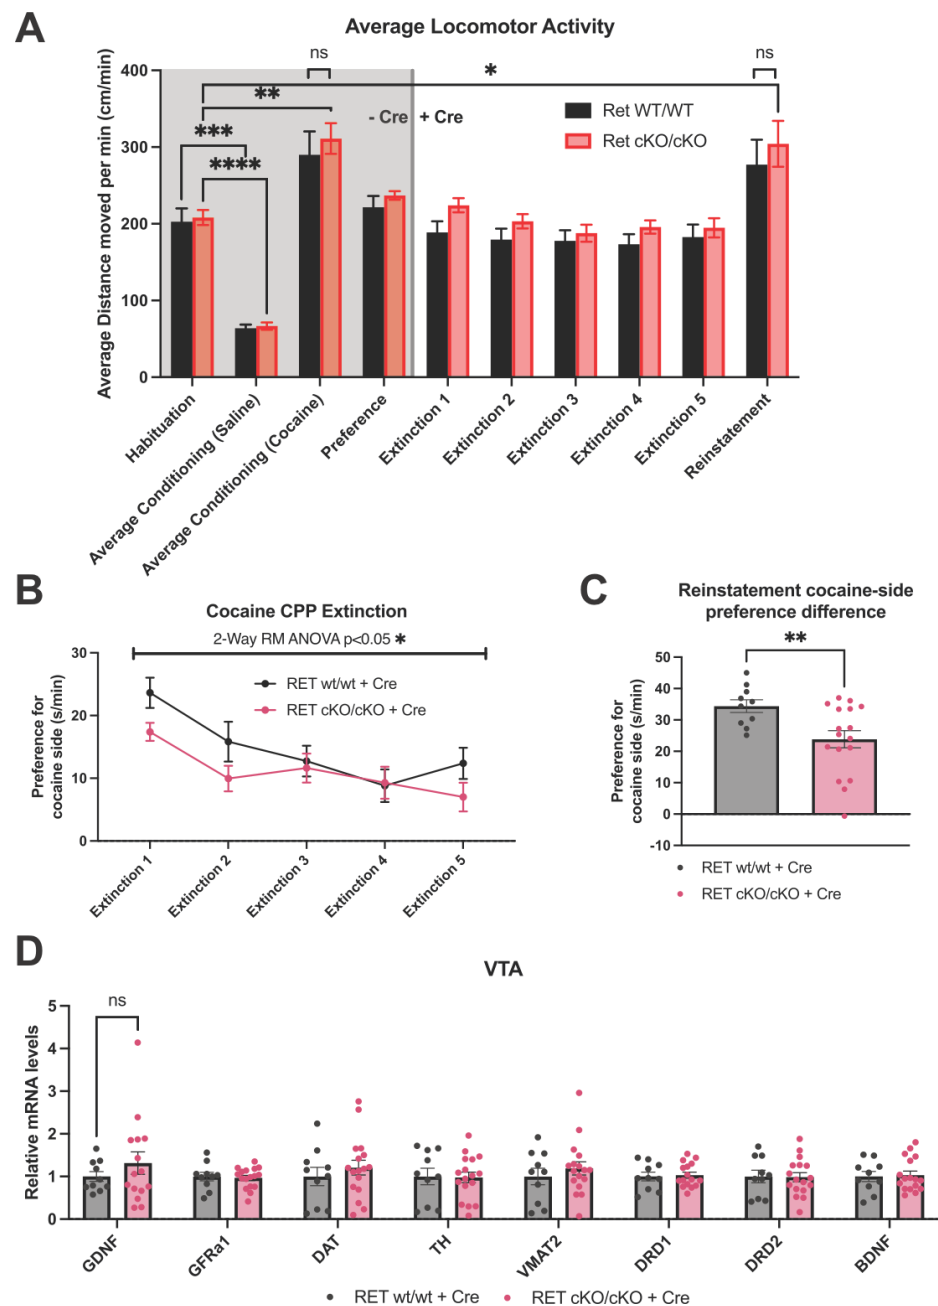 A
Average Locomotor Activity
Average Distance moved per min (cm/min)
400
300
200
100
0
ns
ns
*
**
***
****
- Cre + Cre
Ret WT/WT
Ret cKO/cKO
Habituation
Average Conditioning (Saline)
Average Conditioning (Cocaine)
Preference
Extinction 1
Extinction 2
Extinction 3
Extinction 4
Extinction 5
Reinstatement
B
Cocaine CPP Extinction
2-Way RM ANOVA p<0.05 *
RET wt/wt + Cre
RET cKO/cKO + Cre
Preference for
cocaine side (s/min)
30
20
10
0
Extinction 1
Extinction 2
Extinction 3
Extinction 4
Extinction 5
C
Reinstatement cocaine-side
preference difference
**
Preference for
cocaine side (s/min)
50
40
30
20
10
0
-10
RET wt/wt + Cre
RET cKO/cKO + Cre
D
VTA
ns
Relative mRNA levels
5
4
3
2
1
0
GDNF
GFRa1
DAT
TH
VMAT2
DRD1
DRD2
BDNF
RET wt/wt + Cre
RET cKO/cKO + Cre